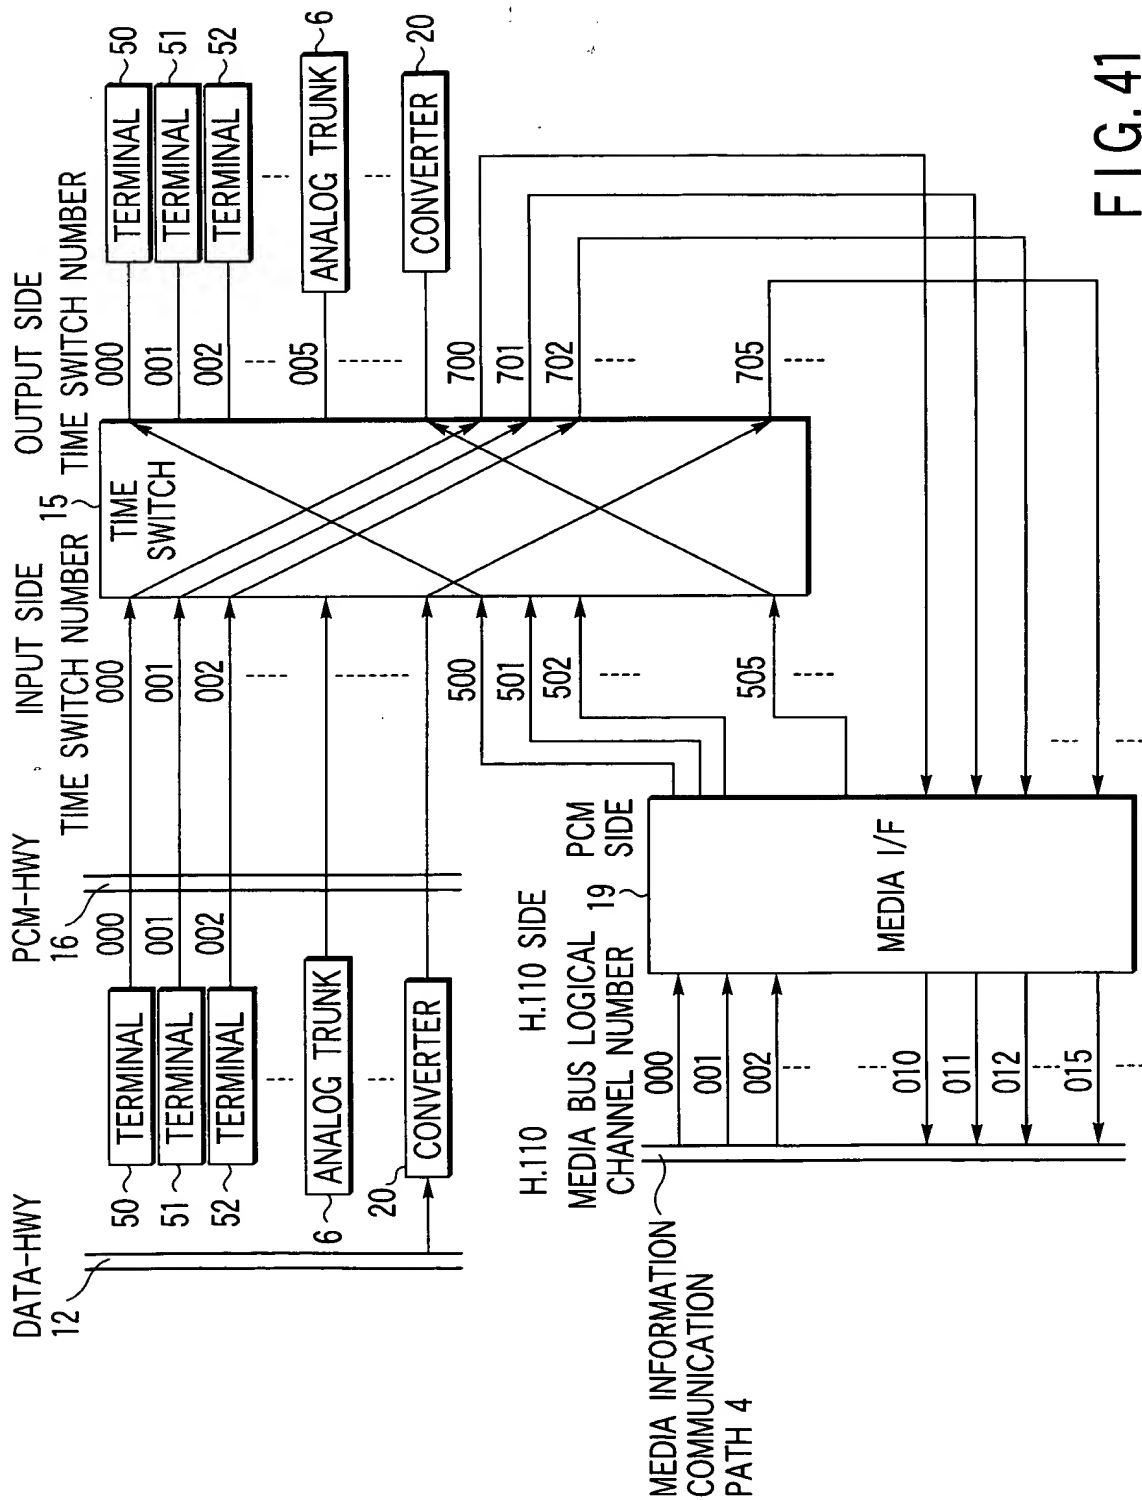 DATA-HWY
12
PCM-HWY
16
INPUT SIDE
TIME SWITCH NUMBER
OUTPUT SIDE
TIME SWITCH NUMBER
15
TIME
SWITCH
50
TERMINAL
000
000
000
TERMINAL
50
51
TERMINAL
001
001
001
TERMINAL
51
52
TERMINAL
002
002
002
TERMINAL
52
6
ANALOG TRUNK
005
ANALOG TRUNK
6
20
CONVERTER
CONVERTER
20
500
501
502
505
700
701
702
705
H.110
H.110 SIDE
MEDIA BUS LOGICAL
CHANNEL NUMBER
19
PCM
SIDE
MEDIA I/F
000
001
002
010
011
012
015
MEDIA INFORMATION
COMMUNICATION
PATH 4
FIG. 41